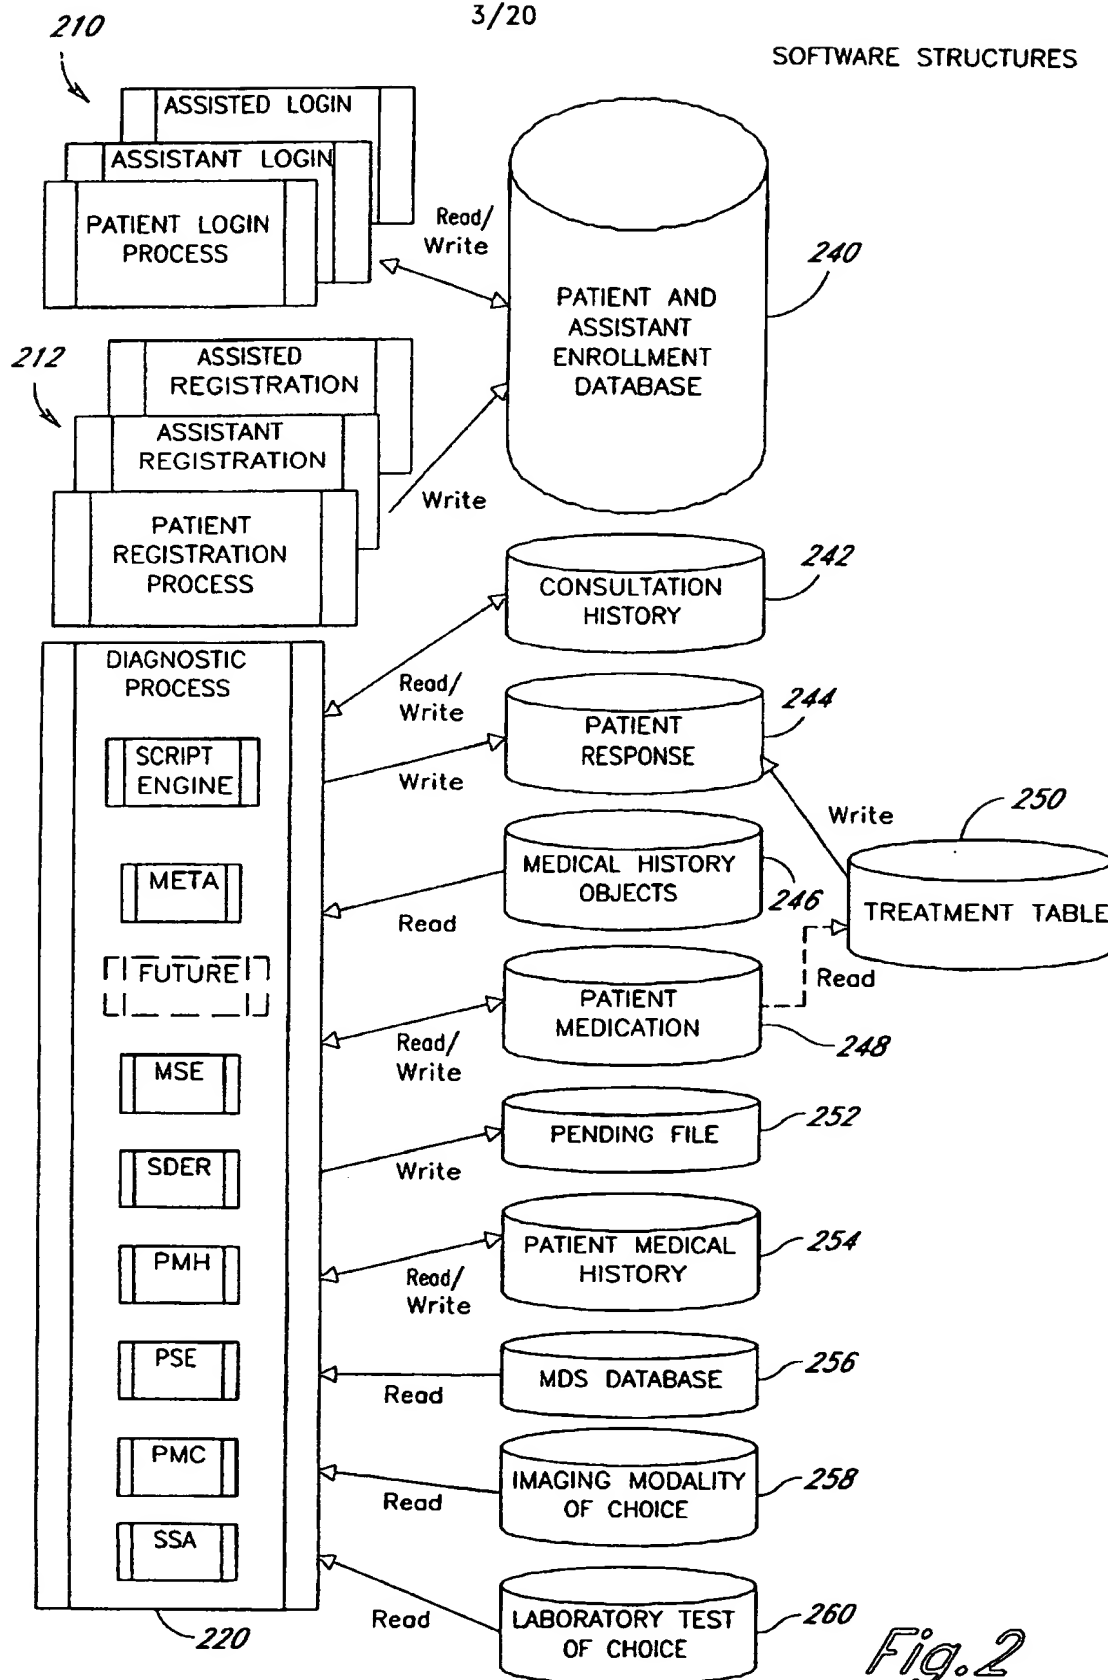 3/20
SOFTWARE STRUCTURES
210
ASSISTED LOGIN
ASSISTANT LOGIN
PATIENT LOGIN
PROCESS
Read/
Write
PATIENT AND
ASSISTANT
ENROLLMENT
DATABASE
240
212
ASSISTED
REGISTRATION
ASSISTANT
REGISTRATION
PATIENT
REGISTRATION
PROCESS
Write
CONSULTATION
HISTORY
242
DIAGNOSTIC
PROCESS
Read/
Write
SCRIPT
ENGINE
Write
PATIENT
RESPONSE
244
Write
250
TREATMENT TABLE
META
Read
MEDICAL HISTORY
OBJECTS
246
FUTURE
Read/
Write
PATIENT
MEDICATION
248
Read
MSE
PENDING FILE
252
SDER
Write
PMH
Read/
Write
PATIENT MEDICAL
HISTORY
254
PSE
Read
MDS DATABASE
256
PMC
Read
IMAGING MODALITY
OF CHOICE
258
SSA
Read
LABORATORY TEST
OF CHOICE
260
220
Fig.2